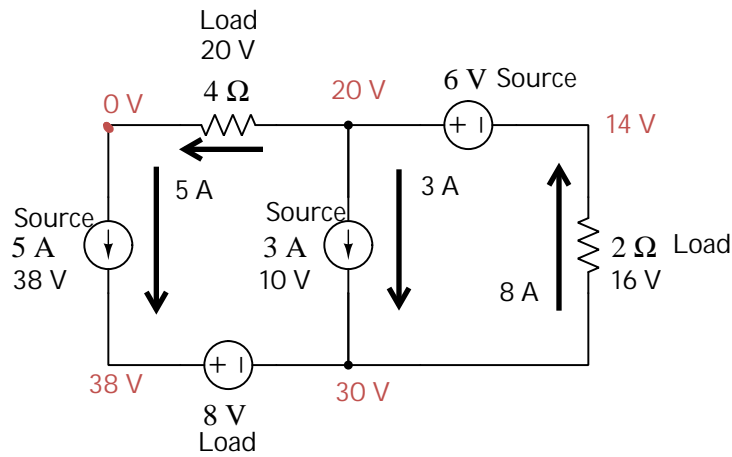 Load
20 V
4 Ω
0 V
20 V
6 V Source
+ −
14 V
5 A
3 A
Source
5 A
38 V
Source
3 A
10 V
2 Ω Load
16 V
8 A
38 V
+ −
30 V
8 V
Load